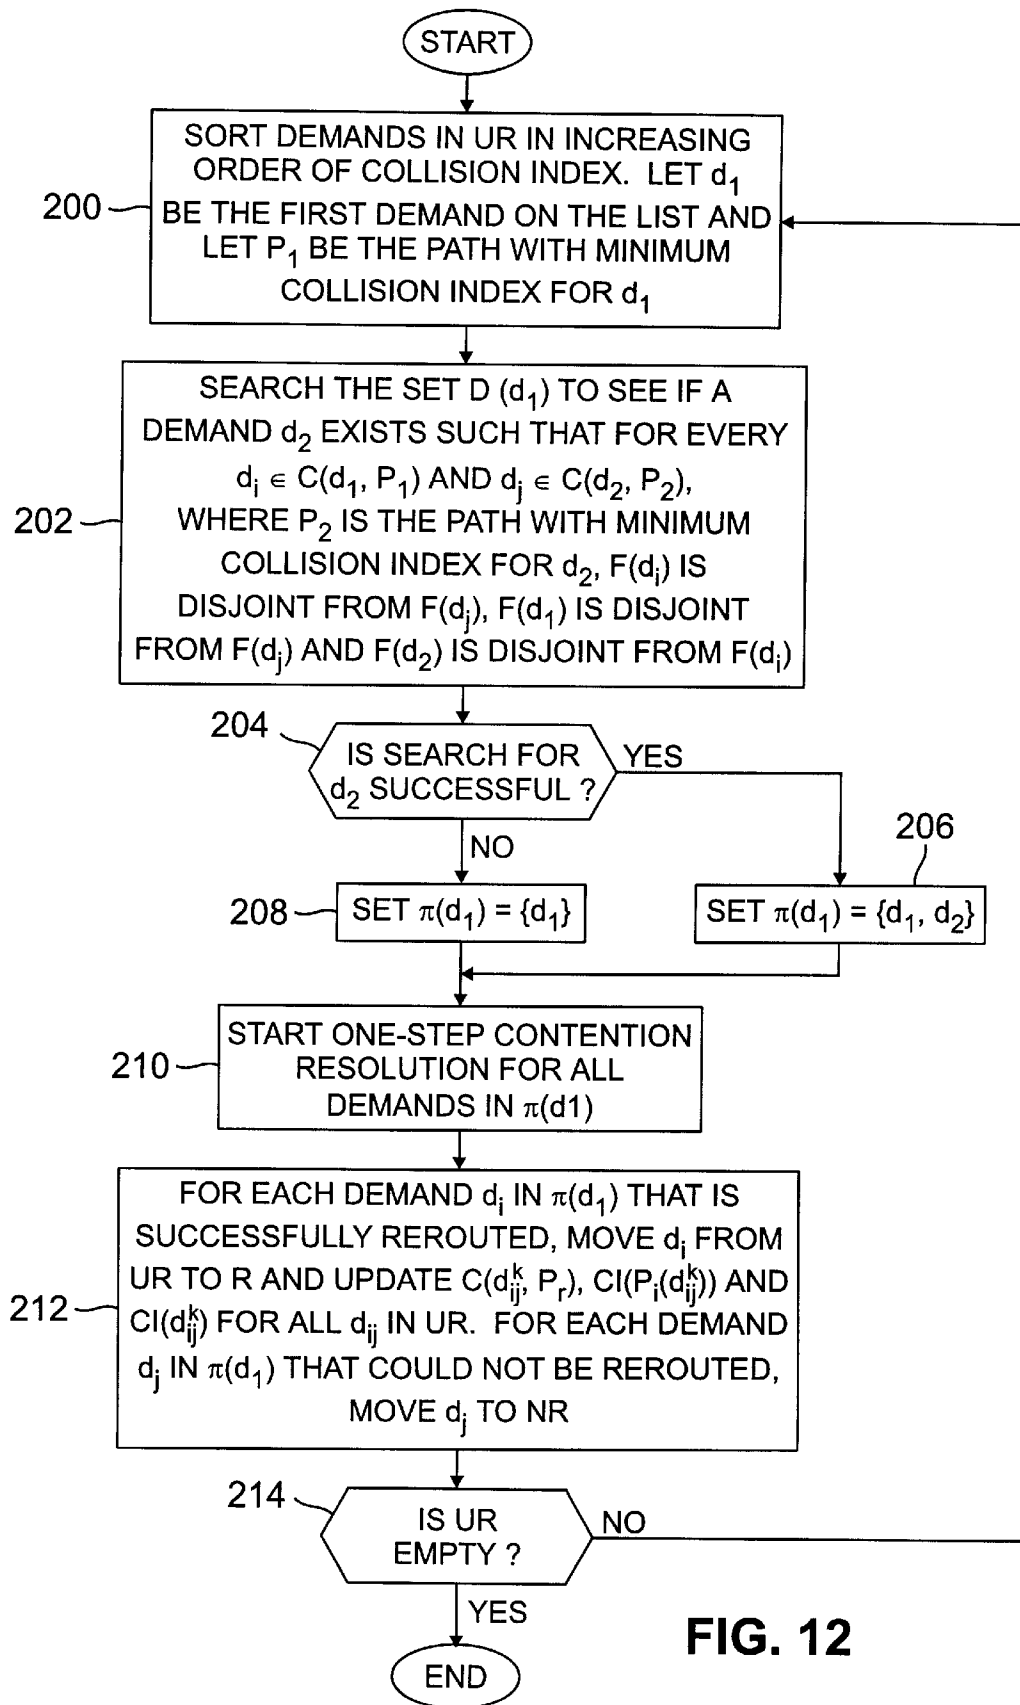 START
SORT DEMANDS IN UR IN INCREASING
ORDER OF COLLISION INDEX. LET d₁
BE THE FIRST DEMAND ON THE LIST AND
LET P₁ BE THE PATH WITH MINIMUM
COLLISION INDEX FOR d₁
200
SEARCH THE SET D (d₁) TO SEE IF A
DEMAND d₂ EXISTS SUCH THAT FOR EVERY
dᵢ ∈ C(d₁, P₁) AND dⱼ ∈ C(d₂, P₂),
WHERE P₂ IS THE PATH WITH MINIMUM
COLLISION INDEX FOR d₂, F(dᵢ) IS
DISJOINT FROM F(dⱼ), F(d₁) IS DISJOINT
FROM F(dⱼ) AND F(d₂) IS DISJOINT FROM F(dᵢ)
202
204
IS SEARCH FOR
d₂ SUCCESSFUL ?
YES
NO
206
208
SET π(d₁) = {d₁}
SET π(d₁) = {d₁, d₂}
START ONE-STEP CONTENTION
RESOLUTION FOR ALL
DEMANDS IN π(d1)
210
FOR EACH DEMAND dᵢ IN π(d₁) THAT IS
SUCCESSFULLY REROUTED, MOVE dᵢ FROM
UR TO R AND UPDATE C(dᵢⱼᵏ, Pᵣ), CI(Pᵢ(dᵢⱼᵏ)) AND
CI(dᵢⱼᵏ) FOR ALL dᵢⱼ IN UR. FOR EACH DEMAND
dⱼ IN π(d₁) THAT COULD NOT BE REROUTED,
MOVE dⱼ TO NR
212
214
IS UR
EMPTY ?
NO
YES
END
FIG. 12